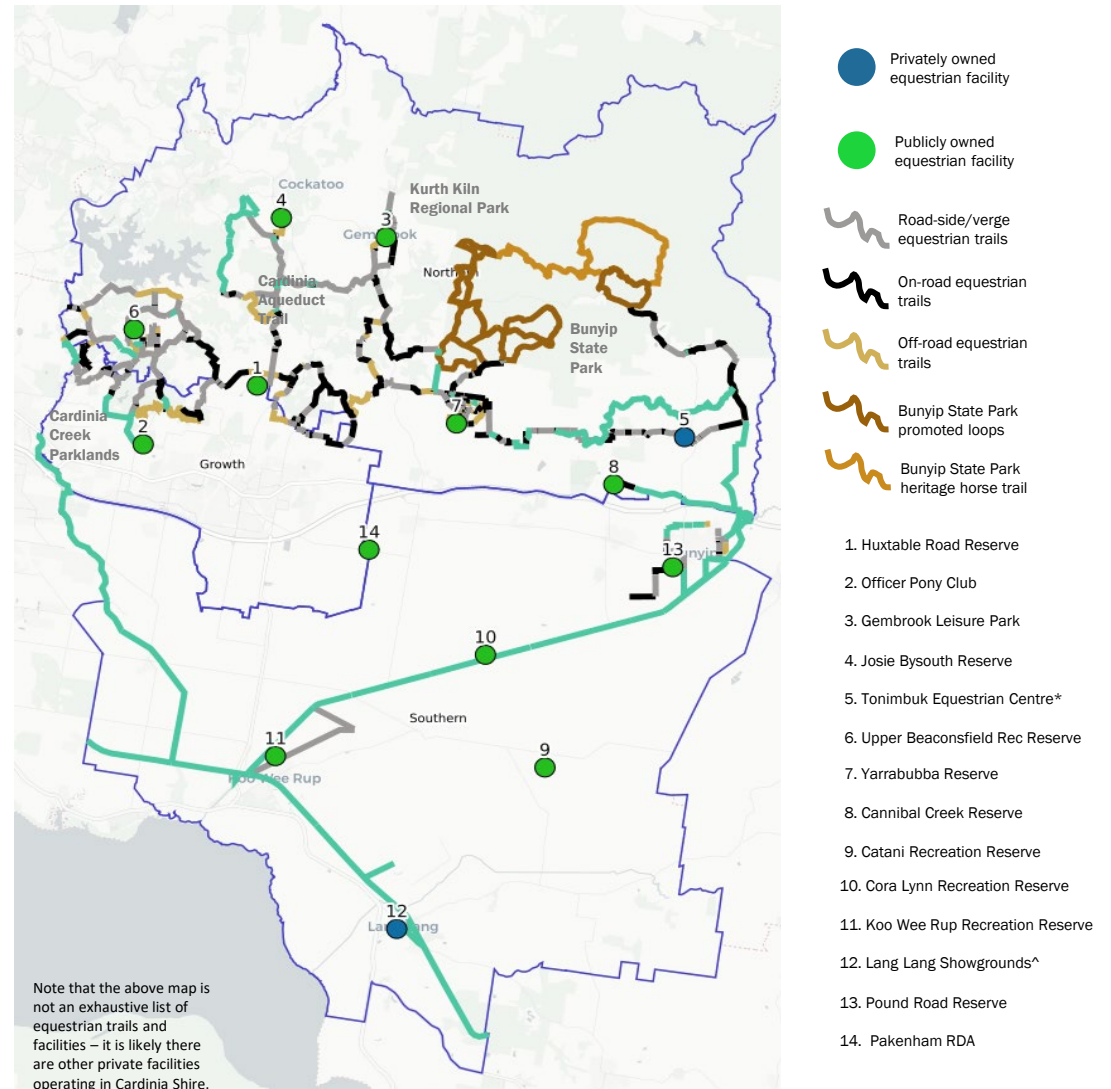 Cockatoo
4
Kurth Kiln
Regional Park
3
Gembrook
Northern
Cardinia
Aqueduct
Trail
6
Bunyip
State
Park
1
7
Cardinia
Creek
Parklands
2
5
Growth
8
14
13
10
Southern
11
Koo Wee Rup
9
12
Note that the above map is
not an exhaustive list of
equestrian trails and
facilities – it is likely there
are other private facilities
operating in Cardinia Shire.
Privately owned
equestrian facility
Publicly owned
equestrian facility
Road-side/verge
equestrian trails
On-road equestrian
trails
Off-road equestrian
trails
Bunyip State Park
promoted loops
Bunyip State Park
heritage horse trail
1. Huxtable Road Reserve
2. Officer Pony Club
3. Gembrook Leisure Park
4. Josie Bysouth Reserve
5. Tonimbuk Equestrian Centre*
6. Upper Beaconsfield Rec Reserve
7. Yarrabubba Reserve
8. Cannibal Creek Reserve
9. Catani Recreation Reserve
10. Cora Lynn Recreation Reserve
11. Koo Wee Rup Recreation Reserve
12. Lang Lang Showgrounds^
13. Pound Road Reserve
14. Pakenham RDA